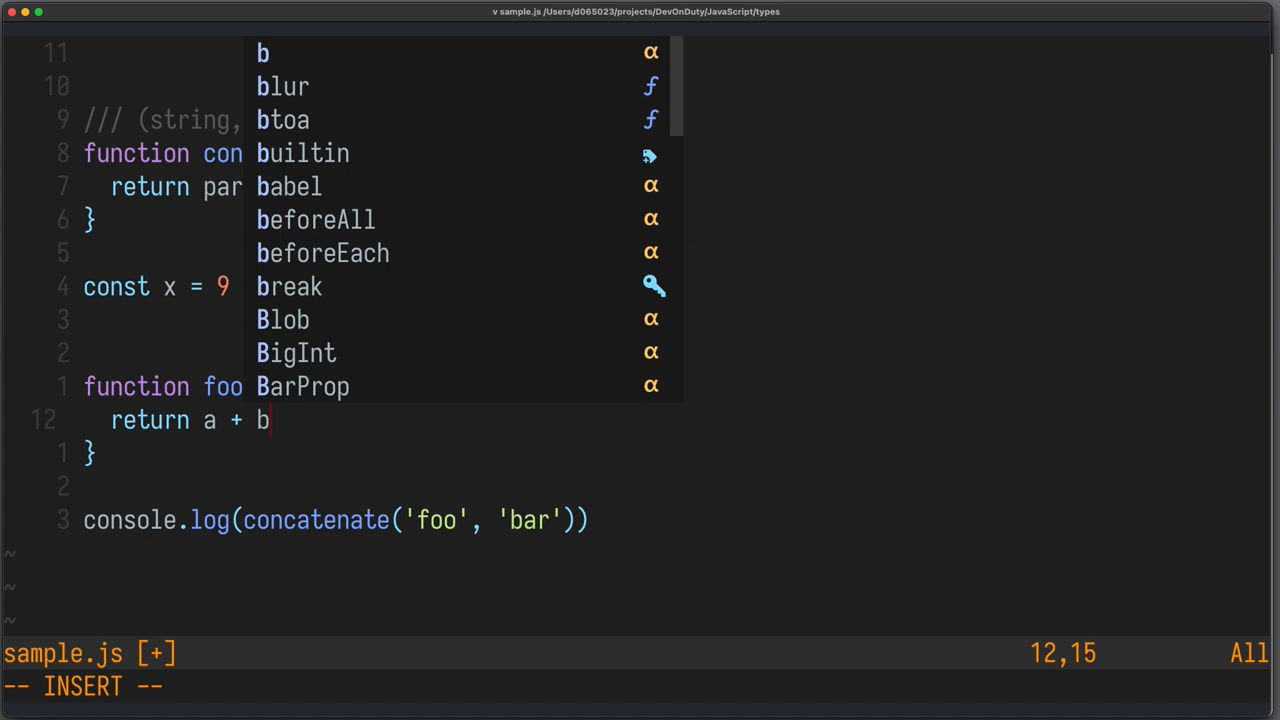 v sample.js /Users/d065023/projects/DevOnDuty/JavaScript/types
11 b α
10 blur f
9 /// (string, btoa f
8 function con builtin
7 return par babel α
6 } beforeAll α
5 beforeEach α
4 const x = 9 break
3 Blob α
2 BigInt α
1 function foo BarProp α
12 return a + b
1 }
2
3 console.log(concatenate('foo', 'bar'))
~
~
~
sample.js [+] 12,15 All
-- INSERT --